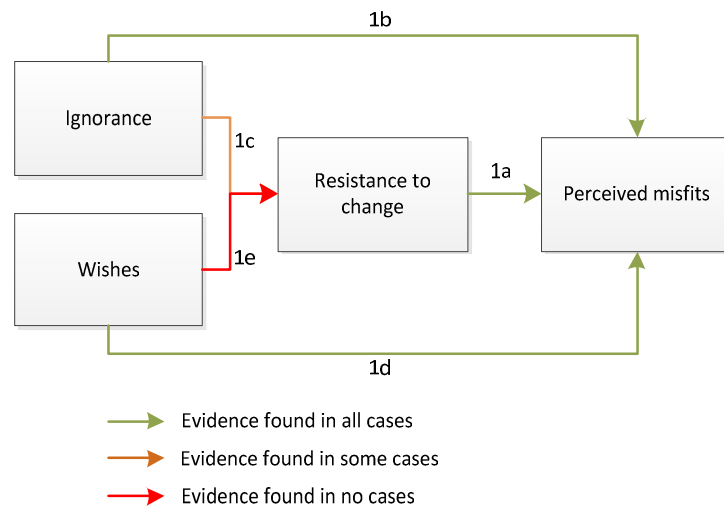 1b
Ignorance
1c
Resistance to
change
1a
Perceived misfits
Wishes
1e
1d
Evidence found in all cases
Evidence found in some cases
Evidence found in no cases